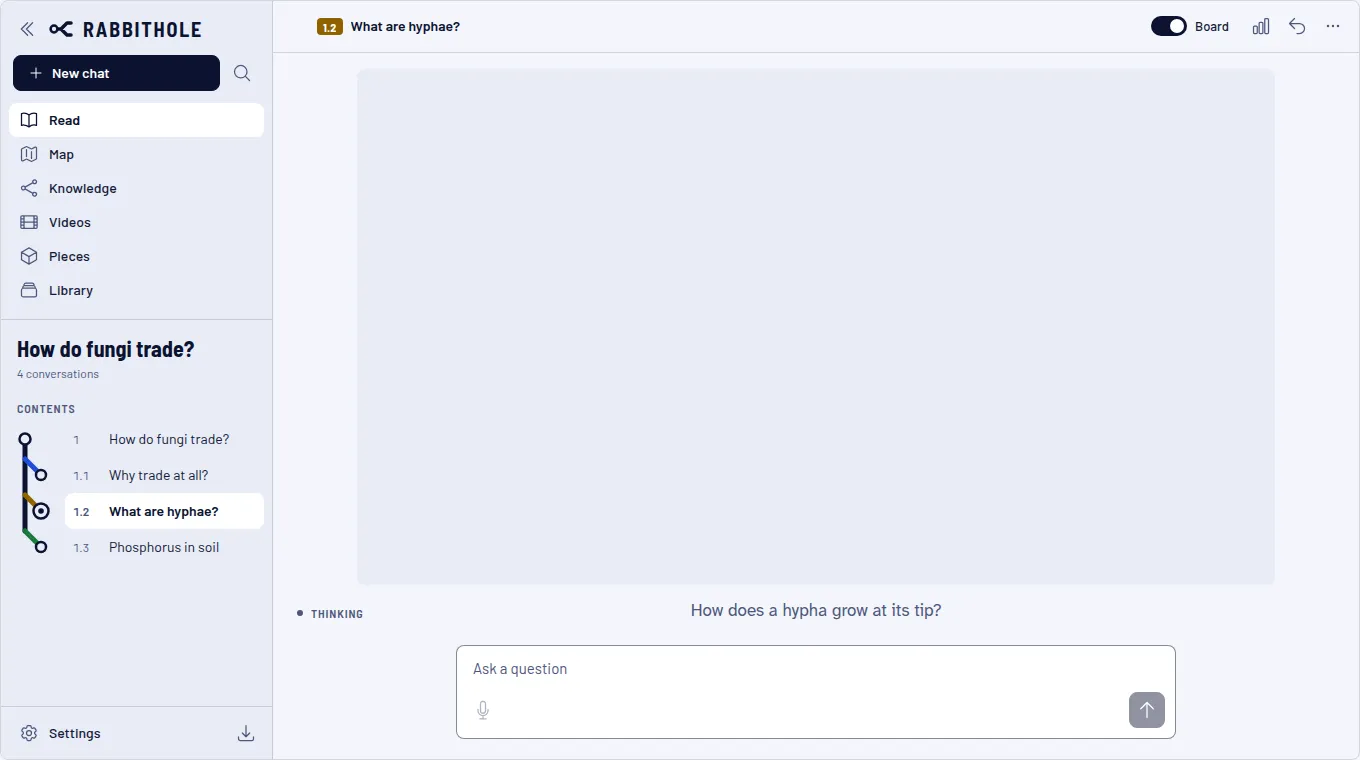 RABBITHOLE
New chat
Read
Map
Knowledge
Videos
Pieces
Library
How do fungi trade?
4 conversations
CONTENTS
1 How do fungi trade?
1.1 Why trade at all?
1.2 What are hyphae?
1.3 Phosphorus in soil
Settings
1.2 What are hyphae?
Board
THINKING
How does a hypha grow at its tip?
Ask a question